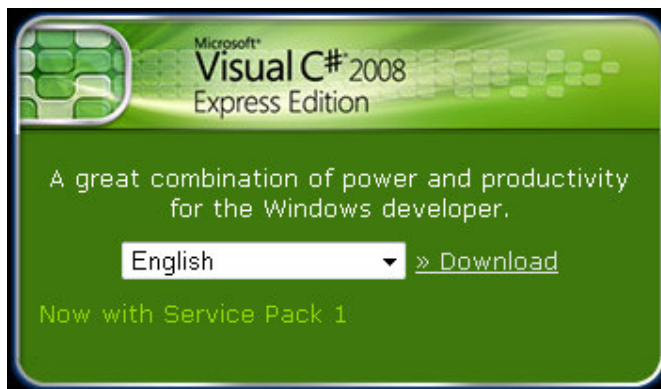 Microsoft®
Visual C# 2008
Express Edition
A great combination of power and productivity
for the Windows developer.
English » Download
Now with Service Pack 1